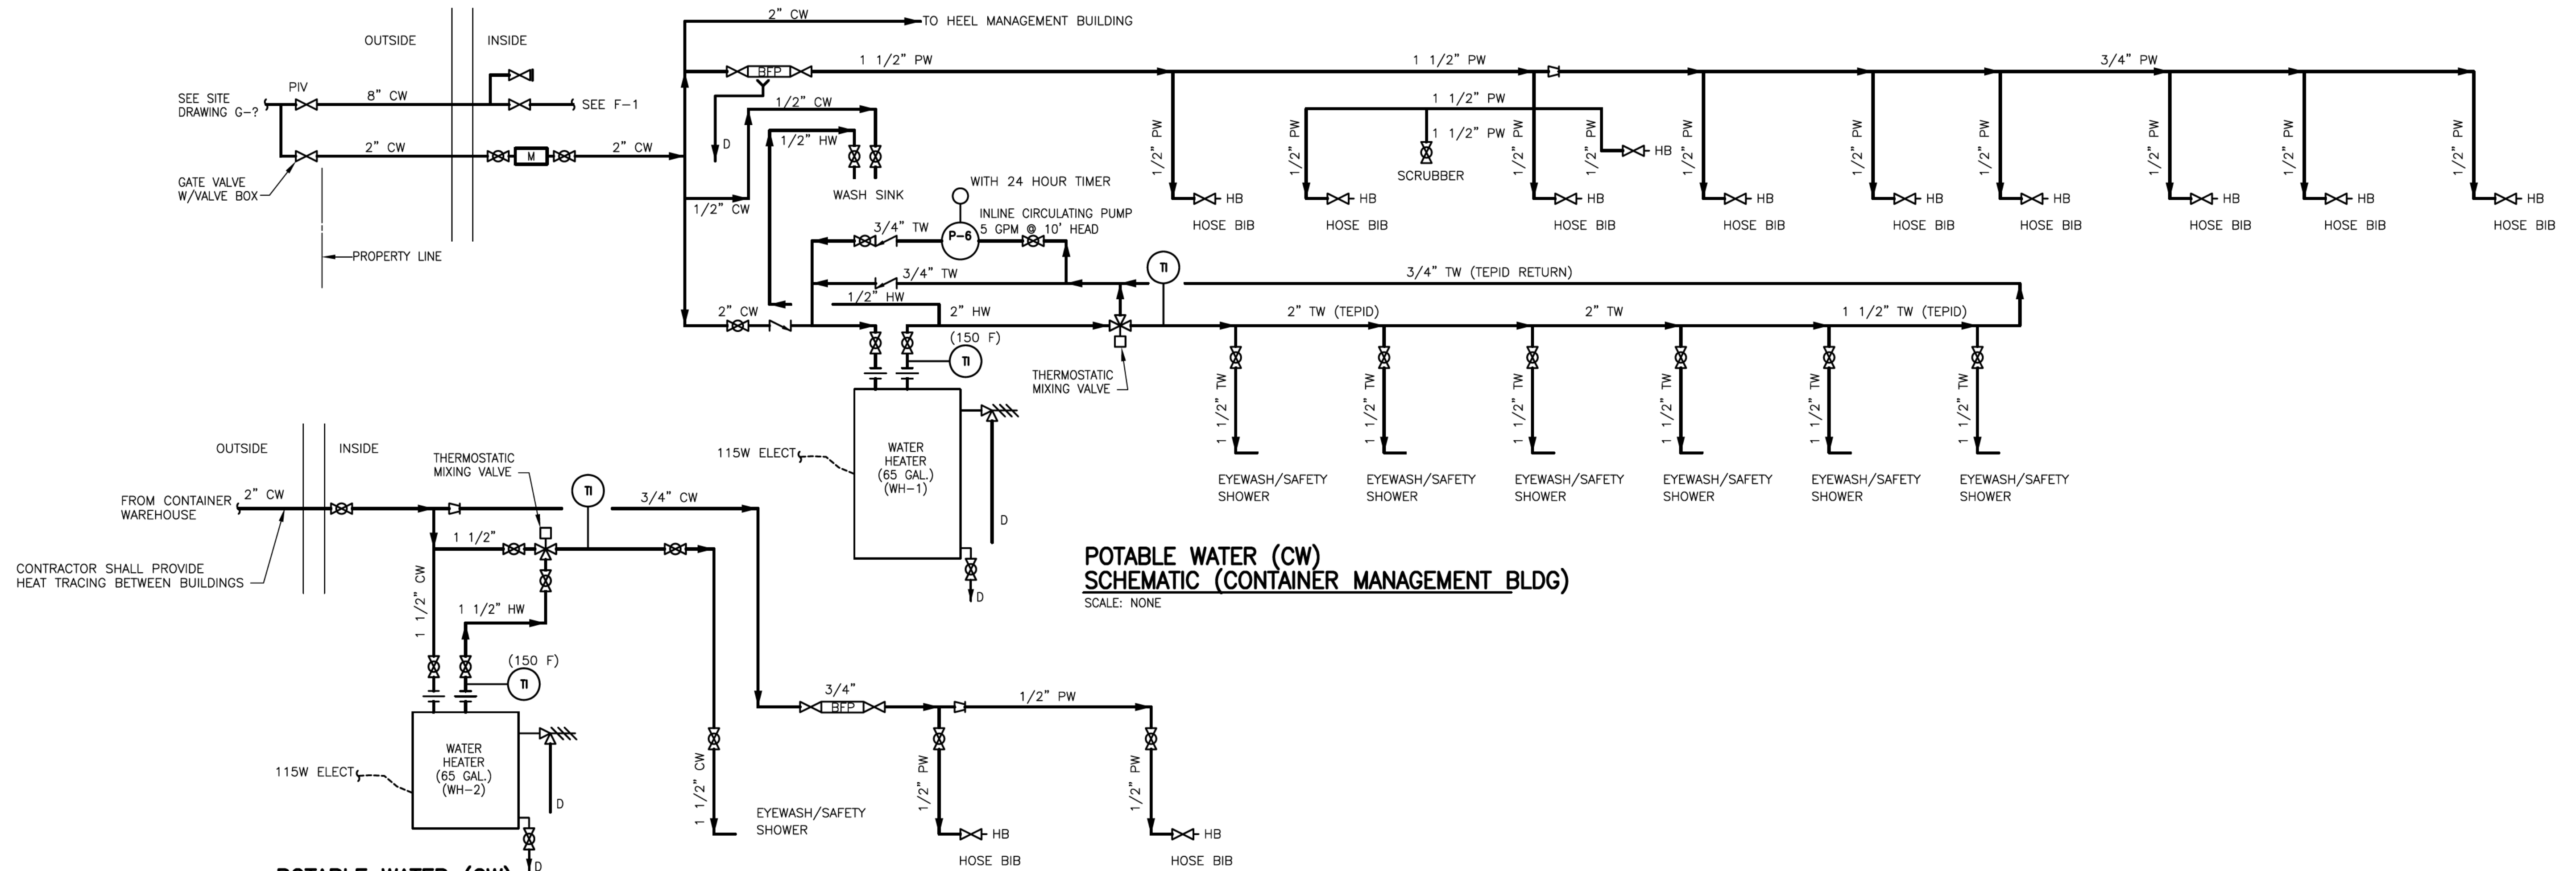 2" CW
TO HEEL MANAGEMENT BUILDING
OUTSIDE
INSIDE
BFP
1 1/2" PW
1 1/2" PW
3/4" PW
PIV
SEE SITE
DRAWING G-?
8" CW
SEE F-1
1/2" CW
1 1/2" PW
D
1/2" HW
1 1/2" PW
HB
2" CW
M
2" CW
1/2" PW
1/2" PW
1/2" PW
1/2" PW
1/2" PW
1/2" PW
1/2" PW
1/2" PW
1/2" PW
1/2" PW
GATE VALVE
W/VALVE BOX
WASH SINK
WITH 24 HOUR TIMER
SCRUBBER
1/2" CW
HB
HB
HB
HB
HB
HB
HB
HB
HB
HOSE BIB
HOSE BIB
HOSE BIB
HOSE BIB
HOSE BIB
HOSE BIB
HOSE BIB
HOSE BIB
HOSE BIB
3/4" TW
P-6
INLINE CIRCULATING PUMP
5 GPM @ 10' HEAD
PROPERTY LINE
3/4" TW
TI
3/4" TW (TEPID RETURN)
1/2" HW
2" CW
2" HW
2" TW (TEPID)
2" TW
1 1/2" TW (TEPID)
(150 F)
TI
THERMOSTATIC
MIXING VALVE
1 1/2" TW
1 1/2" TW
1 1/2" TW
1 1/2" TW
1 1/2" TW
1 1/2" TW
115W ELECT
WATER
HEATER
(65 GAL.)
(WH-1)
D
D
EYEWASH/SAFETY
SHOWER
EYEWASH/SAFETY
SHOWER
EYEWASH/SAFETY
SHOWER
EYEWASH/SAFETY
SHOWER
EYEWASH/SAFETY
SHOWER
EYEWASH/SAFETY
SHOWER
POTABLE WATER (CW)
SCHEMATIC (CONTAINER MANAGEMENT BLDG)
SCALE: NONE
OUTSIDE
INSIDE
THERMOSTATIC
MIXING VALVE
FROM CONTAINER
WAREHOUSE
2" CW
TI
3/4" CW
1 1/2"
CONTRACTOR SHALL PROVIDE
HEAT TRACING BETWEEN BUILDINGS
1 1/2" CW
1 1/2" HW
(150 F)
TI
3/4"
BFP
1/2" PW
115W ELECT
WATER
HEATER
(65 GAL.)
(WH-2)
D
D
1 1/2" CW
EYEWASH/SAFETY
SHOWER
1/2" PW
1/2" PW
HB
HB
HOSE BIB
HOSE BIB
POTABLE WATER (CW)